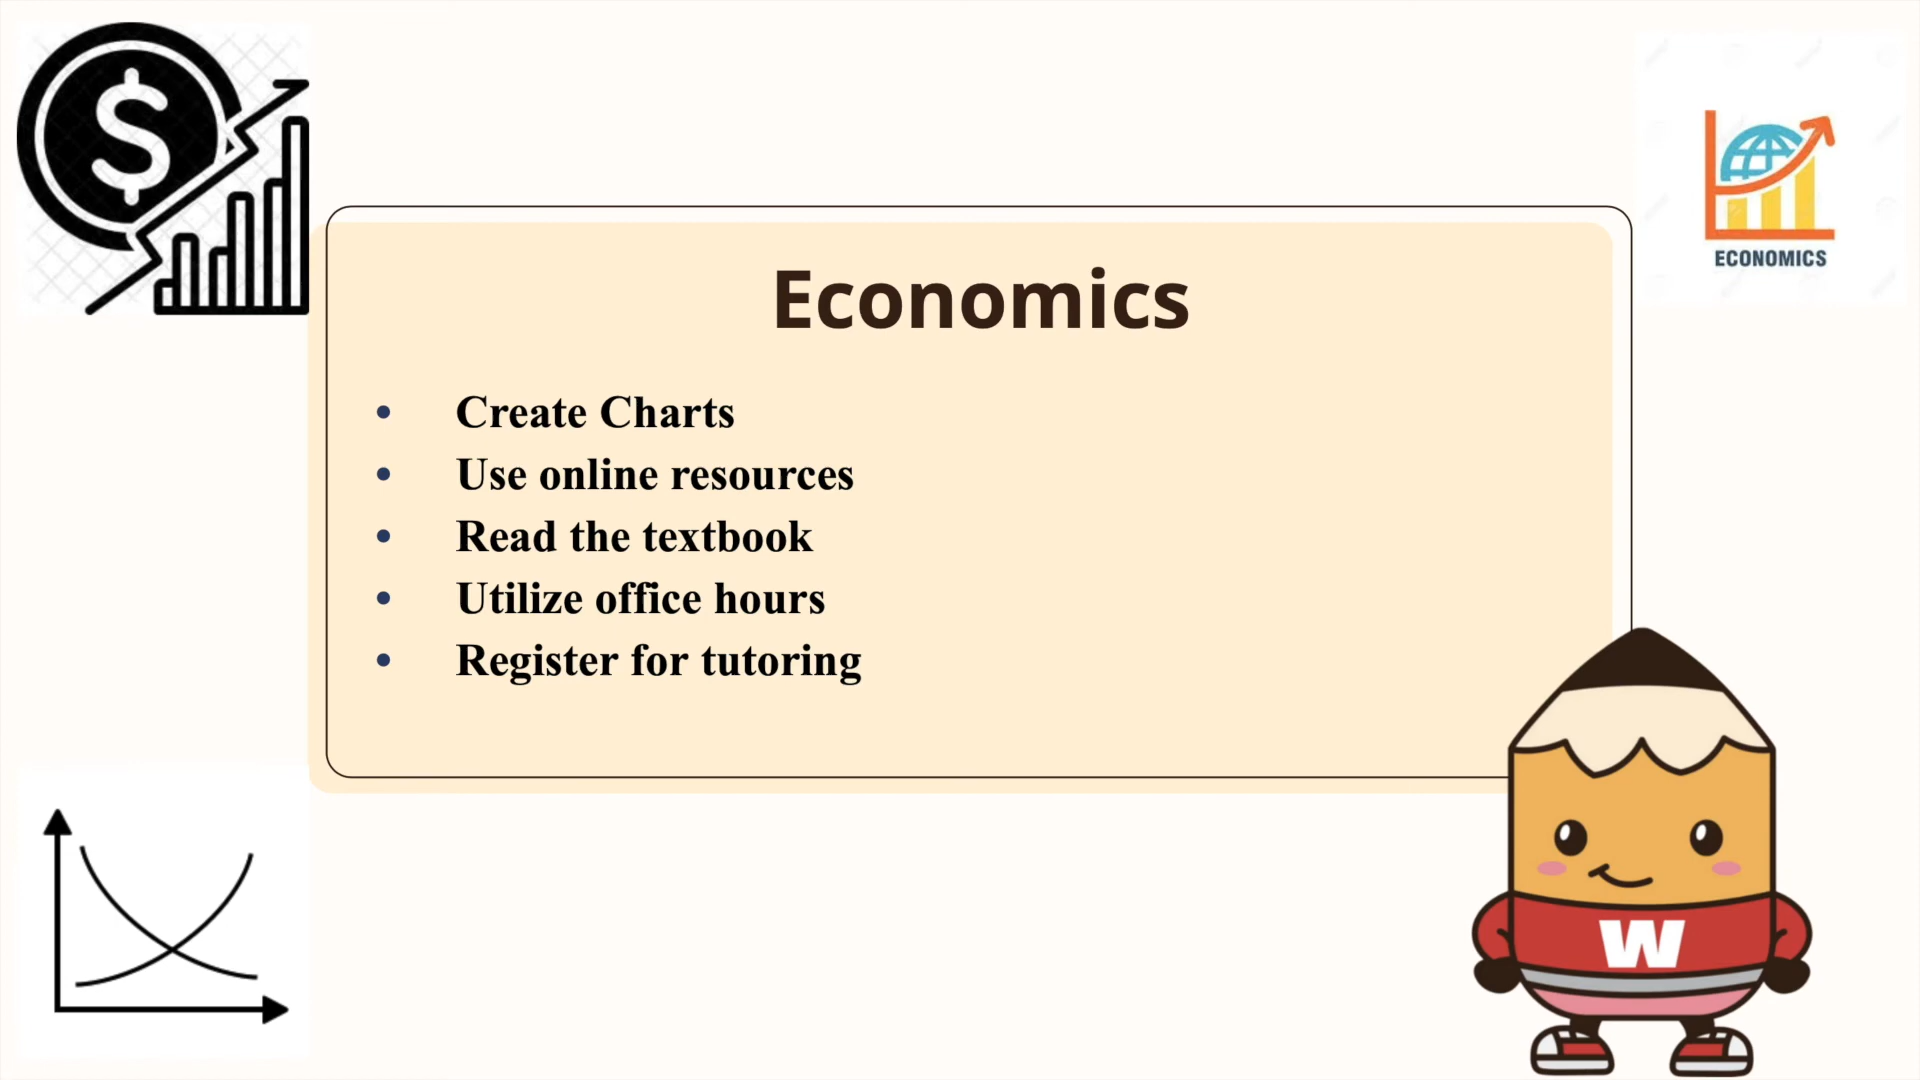 $
ECONOMICS
Economics
• Create Charts
• Use online resources
• Read the textbook
• Utilize office hours
• Register for tutoring
W